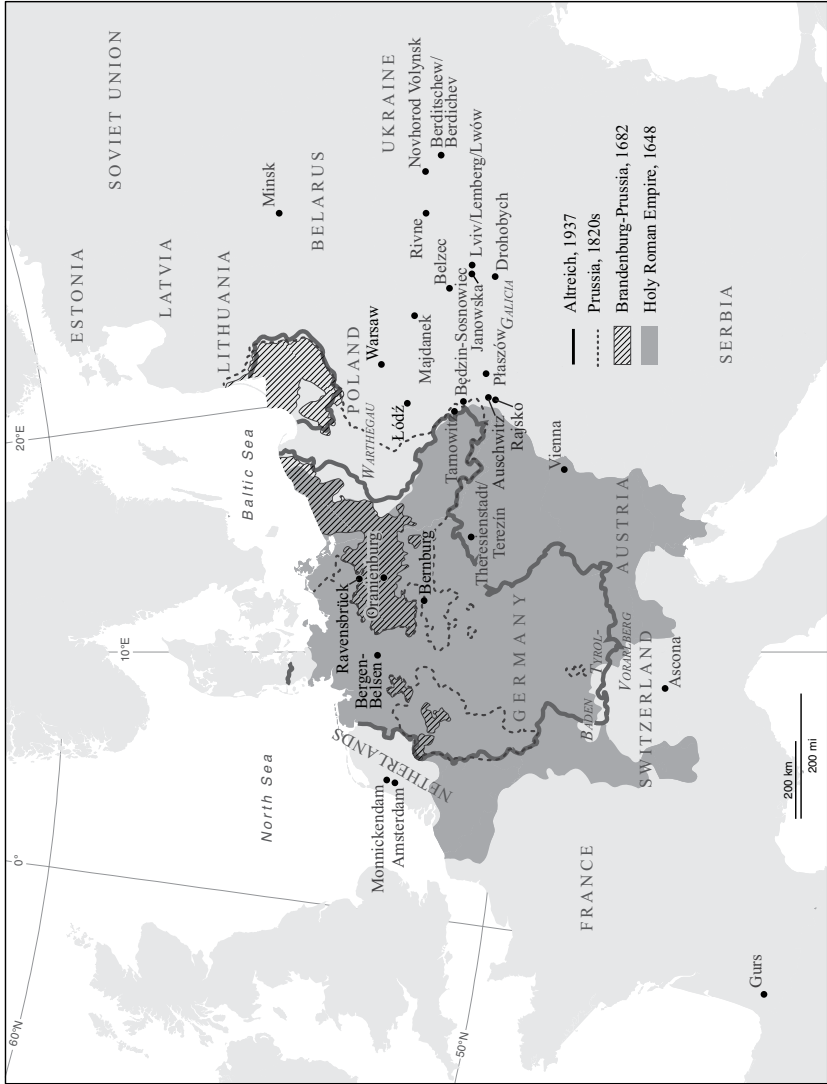 60°N
0°
10°E
20°E
50°N
North Sea
Baltic Sea
ESTONIA
SOVIET UNION
LATVIA
LITHUANIA
Minsk
BELARUS
UKRAINE
Novhorod Volynsk
Berditschew/
Berdichev
Rivne
Belzec
Lviv/Lemberg/Lwów
Janowska
Drohobych
GALICIA
Będzin-Sosnowiec
Płaszów
Majdanek
POLAND
Warsaw
Łódź
WARTHEGAU
Tarnowitz
Auschwitz
Rajsko
Theresienstadt/
Terezin
Vienna
AUSTRIA
Ravensbrück
Oranienburg
Bernburg
Bergen-
Belsen
NETHERLANDS
Monnickendam
Amsterdam
GERMANY
BADEN
TYROL-
VORARLBERG
SWITZERLAND
Ascona
FRANCE
Gurs
SERBIA
Altreich, 1937
Prussia, 1820s
Brandenburg-Prussia, 1682
Holy Roman Empire, 1648
200 km
200 mi